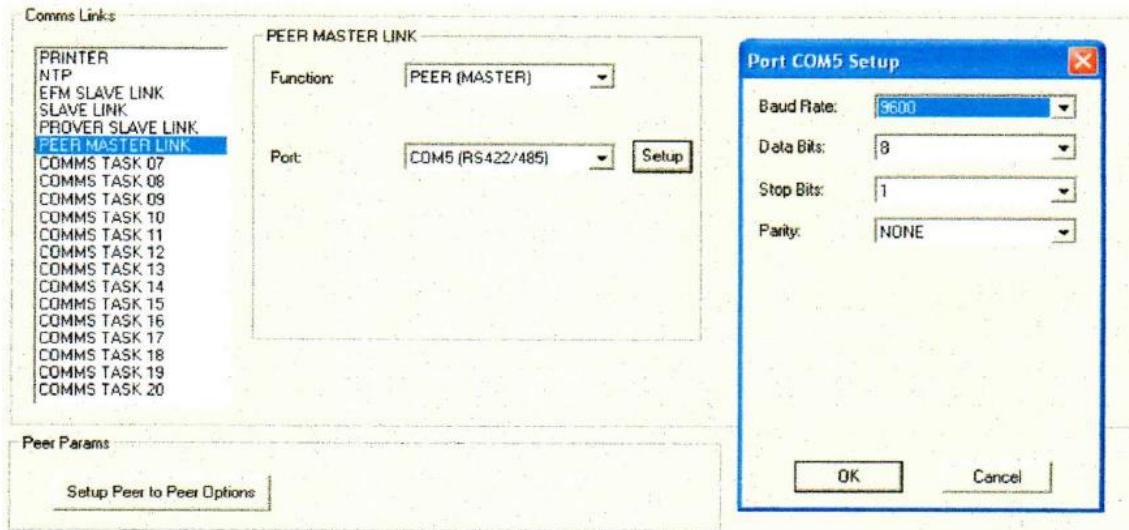 Comms Links
PRINTER
NTP
EFM SLAVE LINK
SLAVE LINK
PROVER SLAVE LINK
PEER MASTER LINK
COMMS TASK 07
COMMS TASK 08
COMMS TASK 09
COMMS TASK 10
COMMS TASK 11
COMMS TASK 12
COMMS TASK 13
COMMS TASK 14
COMMS TASK 15
COMMS TASK 16
COMMS TASK 17
COMMS TASK 18
COMMS TASK 19
COMMS TASK 20
PEER MASTER LINK
Function: PEER (MASTER)
Port: COM5 (RS422/485) Setup
Port COM5 Setup
Baud Rate: 9600
Data Bits: 8
Stop Bits: 1
Parity: NONE
OK Cancel
Peer Params
Setup Peer to Peer Options